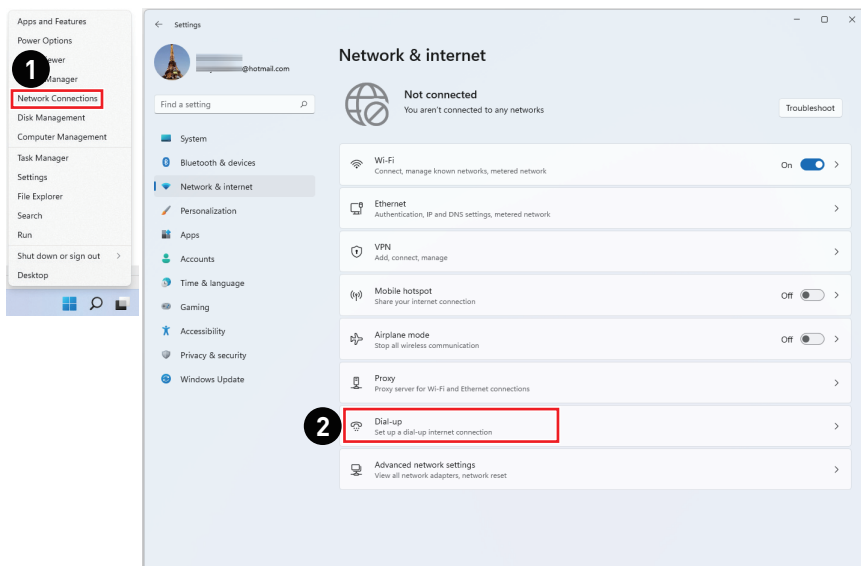 Apps and Features
Power Options
ewer
1
Manager
Network Connections
Disk Management
Computer Management
Task Manager
Settings
File Explorer
Search
Run
Shut down or sign out
Desktop
Settings
@hotmail.com
Find a setting
System
Bluetooth & devices
Network & internet
Personalization
Apps
Accounts
Time & language
Gaming
Accessibility
Privacy & security
Windows Update
Network & internet
Not connected
You aren't connected to any networks
Troubleshoot
Wi-Fi
Connect, manage known networks, metered network
On
Ethernet
Authentication, IP and DNS settings, metered network
VPN
Add, connect, manage
Mobile hotspot
Share your internet connection
Off
Airplane mode
Stop all wireless communication
Off
Proxy
Proxy server for Wi-Fi and Ethernet connections
2
Dial-up
Set up a dial-up internet connection
Advanced network settings
View all network adapters, network reset